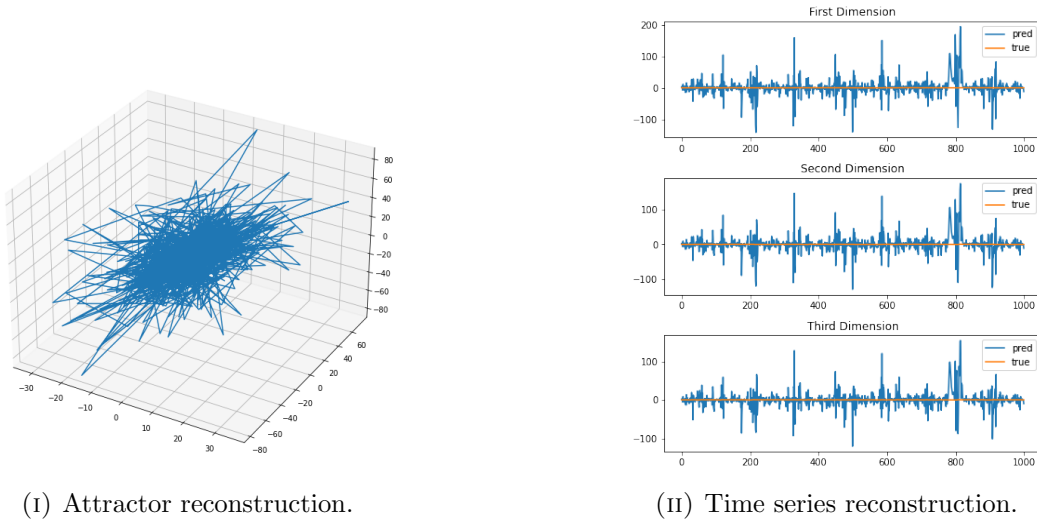 80
60
40
20
0
−20
−40
−60
−80
−30
−20
−10
0
10
20
30
−80
−60
−40
−20
0
20
40
60
(I) Attractor reconstruction.
First Dimension
200
100
0
−100
pred
true
0 200 400 600 800 1000
Second Dimension
100
0
−100
pred
true
0 200 400 600 800 1000
Third Dimension
100
0
−100
pred
true
0 200 400 600 800 1000
(II) Time series reconstruction.